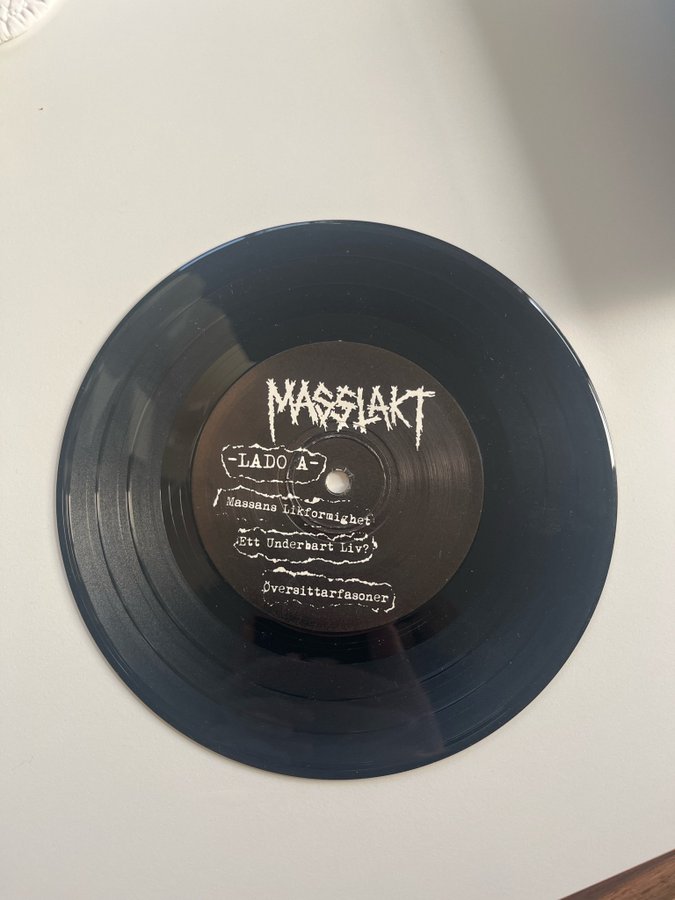 MASSLAKT
-LADO A-
Massans Likformighet
Ett Underbart Liv?
Översittarfasoner